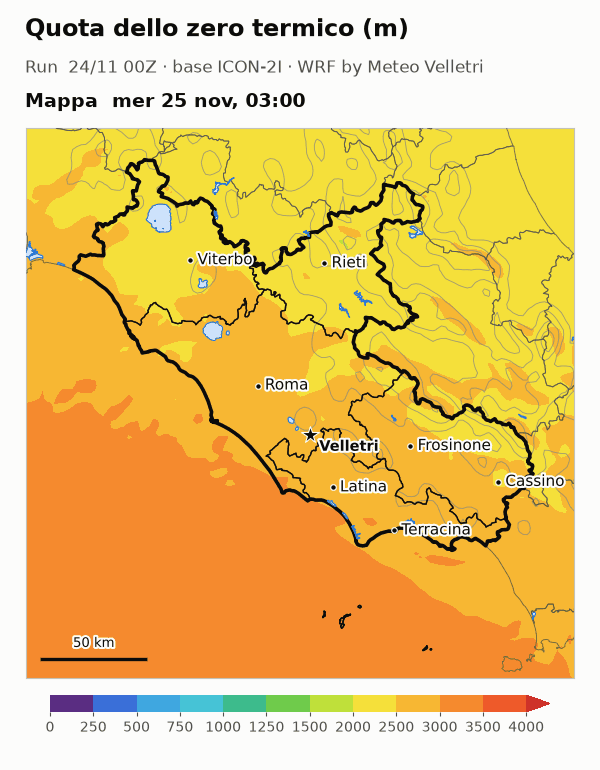 Quota dello zero termico (m)
Run  24/11 00Z · base ICON-2I · WRF by Meteo Velletri
Mappa  mer 25 nov, 03:00
Viterbo
Rieti
Roma
Velletri
Frosinone
Cassino
Latina
Terracina
50 km
0 250 500 750 1000 1250 1500 2000 2500 3000 3500 4000